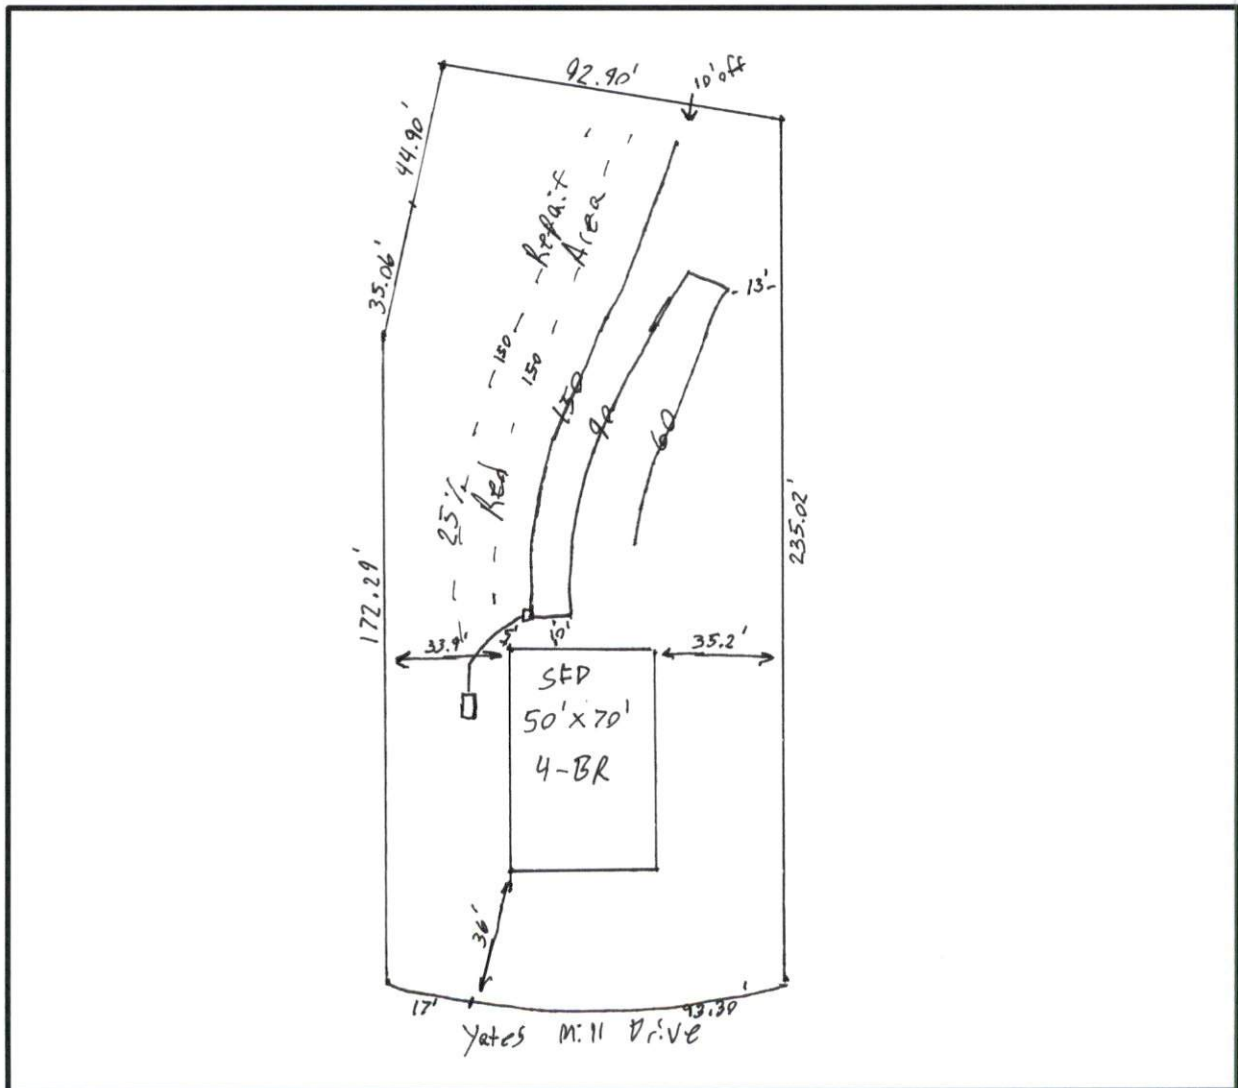 92.90'
10' off
44.90'
35.06'
Repair
Area
150
150
25%
Red
150
90
60
13'
172.29'
235.02'
33.9'
35.2'
SFD
50' X 70'
4-BR
36'
17'
93.30'
Yates Mill Drive